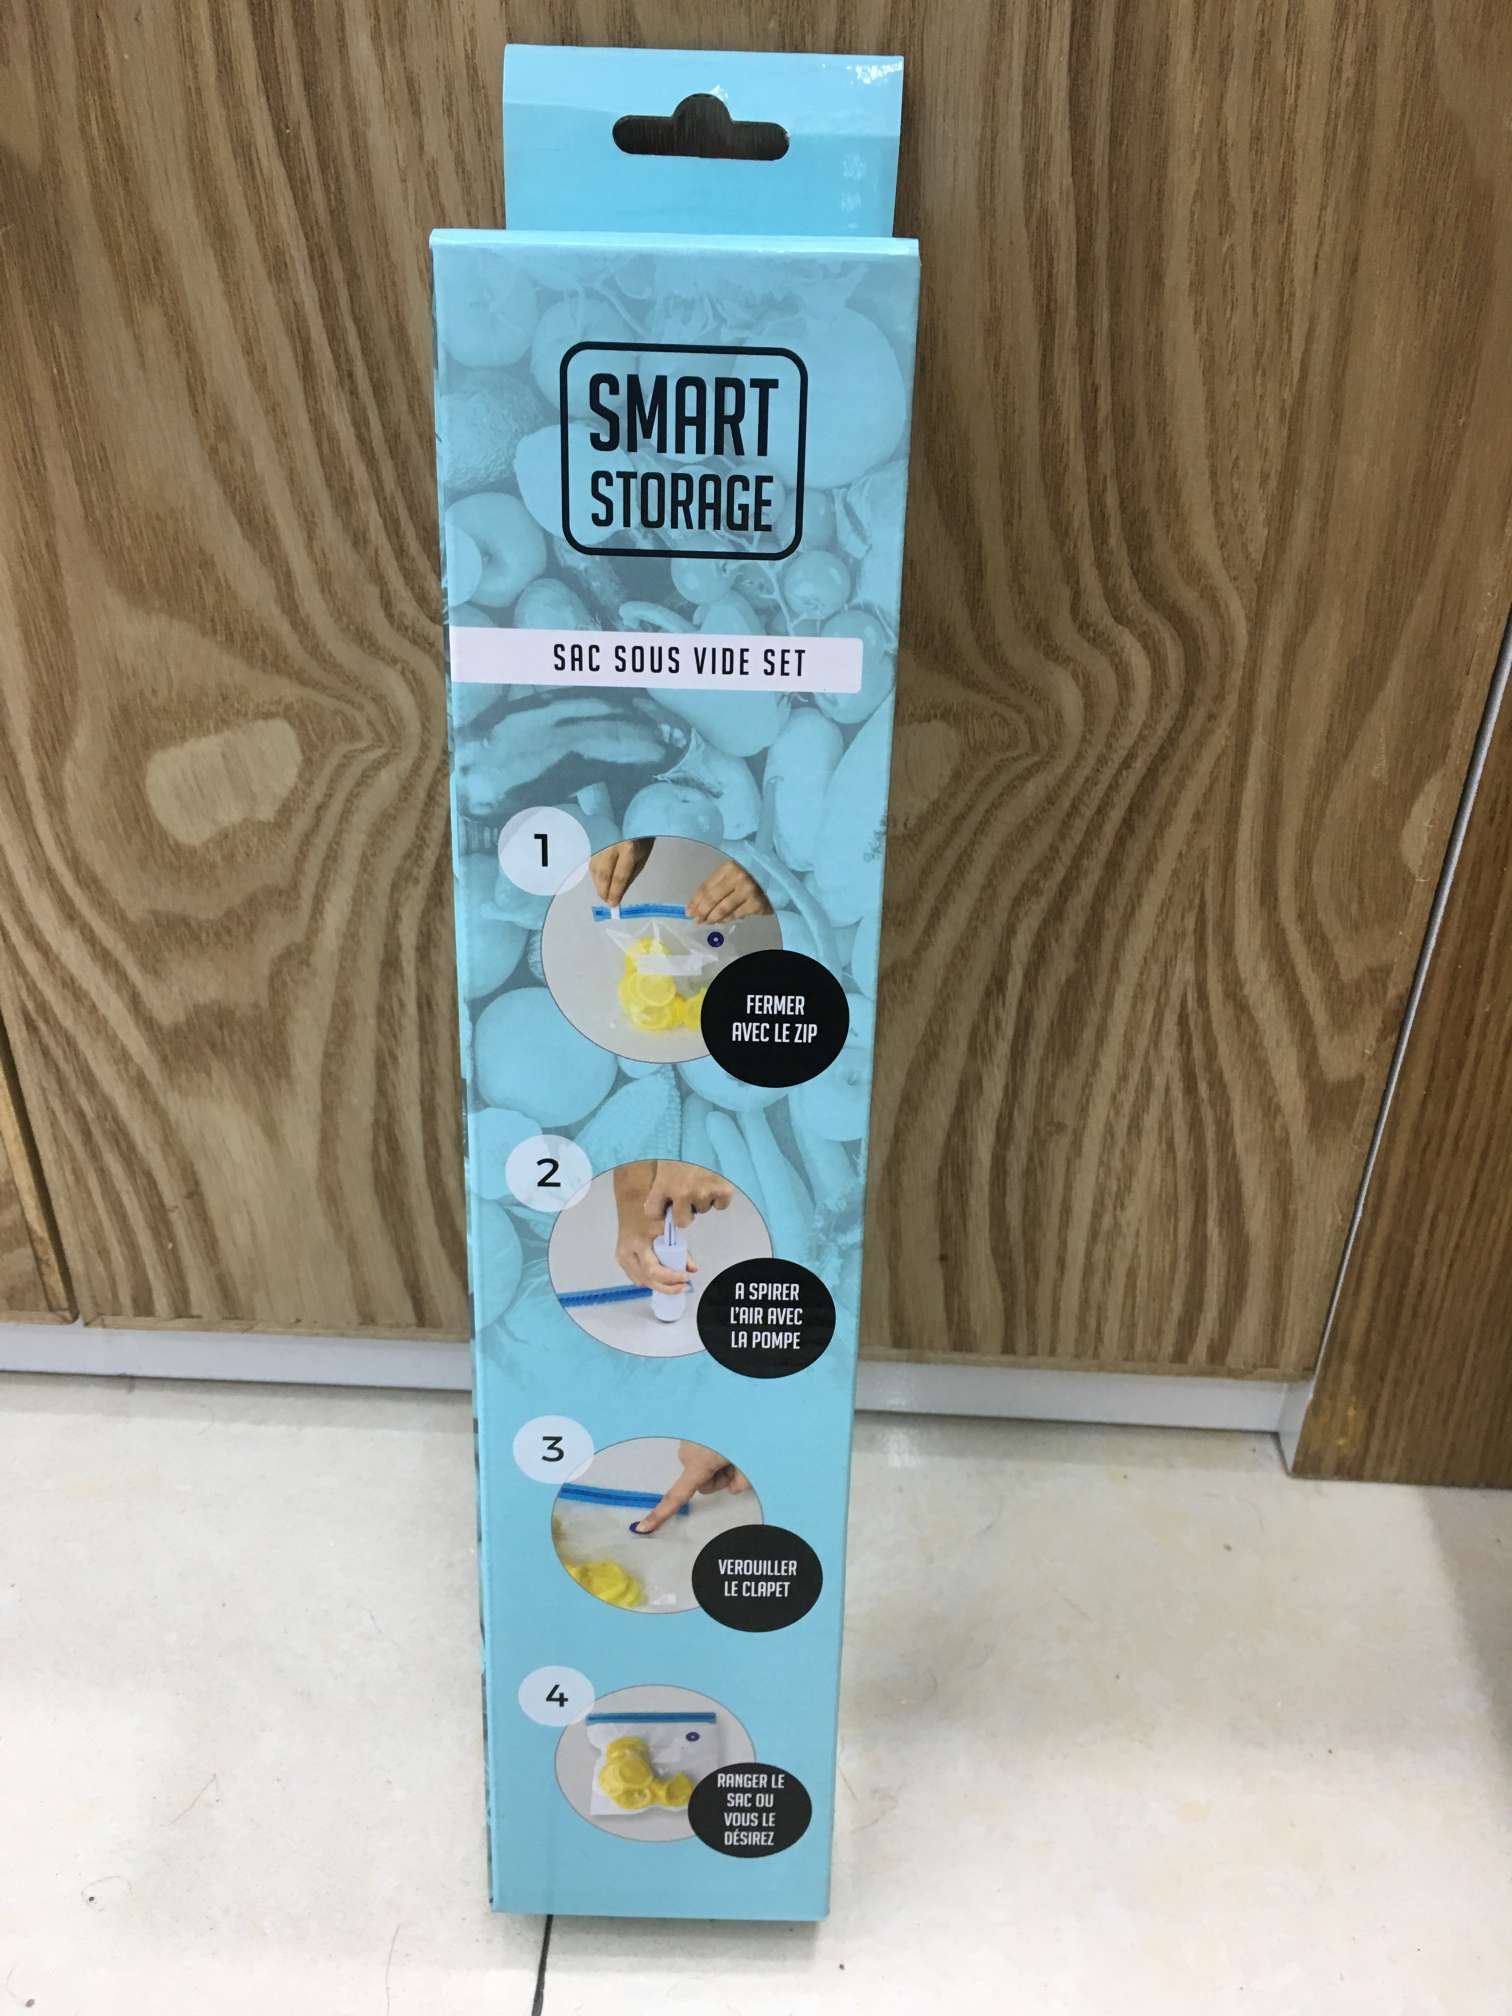 SMART
STORAGE
SAC SOUS VIDE SET
1
FERMER
AVEC LE ZIP
2
A SPIRER
L'AIR AVEC
LA POMPE
3
VEROUILLER
LE CLAPET
4
RANGER LE
SAC OU
VOUS LE
DÉSIREZ